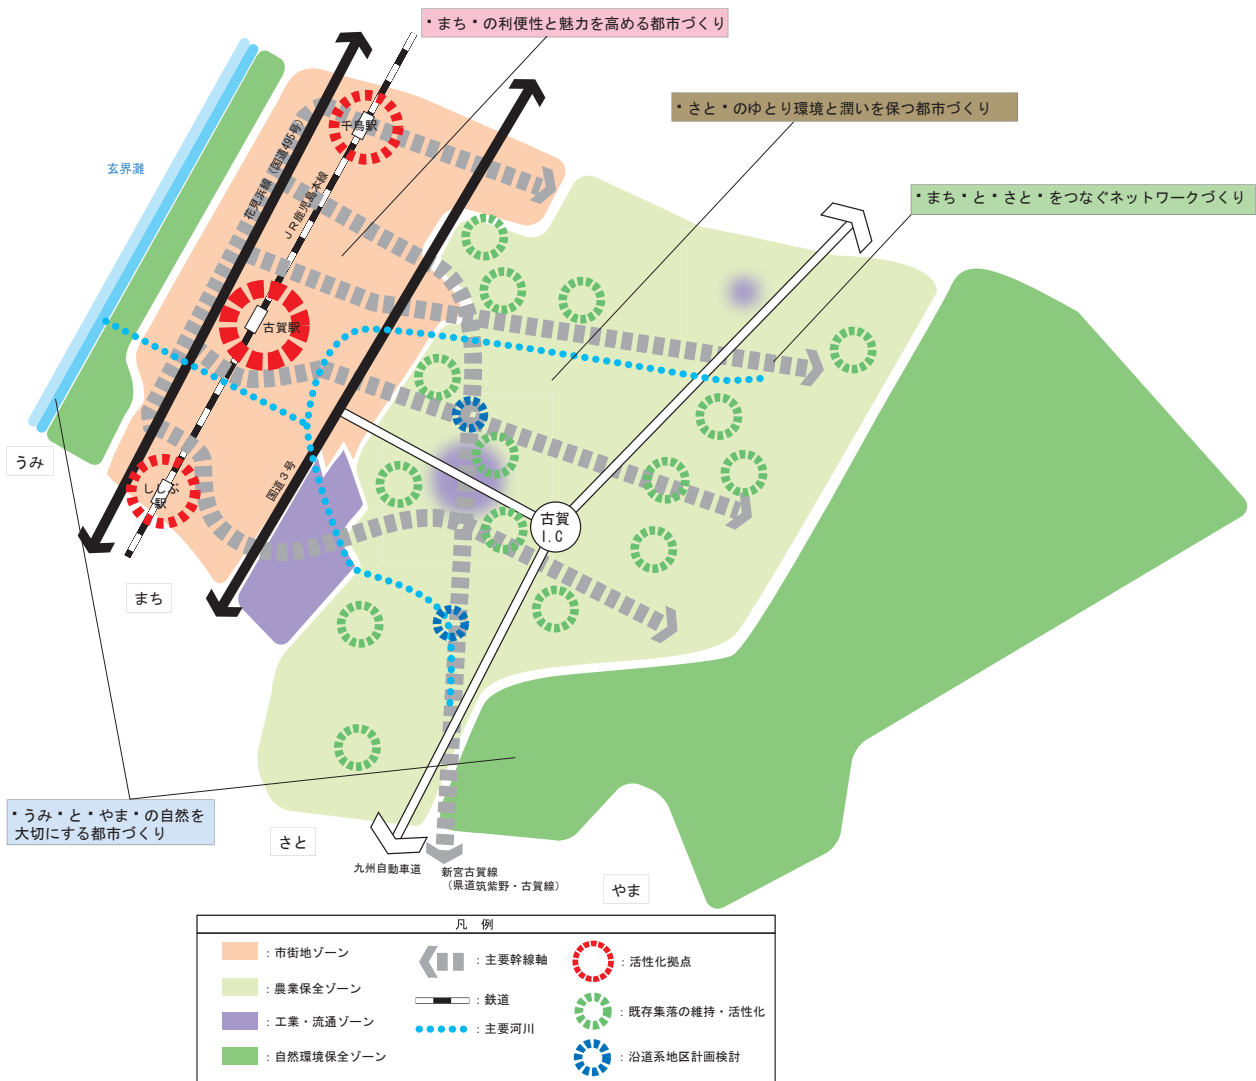 "まち"の利便性と魅力を高める都市づくり
"さと"のゆとり環境と潤いを保つ都市づくり
"まち"と"さと"をつなぐネットワークづくり
玄界灘
千鳥駅
花見浜線（国道495号）
ＪＲ鹿児島本線
古賀駅
うみ
ししぶ
駅
国道３号
古賀
I.C
まち
"うみ"と"やま"の自然を
大切にする都市づくり
さと
九州自動車道
新宮古賀線
（県道筑紫野・古賀線）
やま
凡　例
：市街地ゾーン
：農業保全ゾーン
：工業・流通ゾーン
：自然環境保全ゾーン
：主要幹線軸
：鉄道
：主要河川
：活性化拠点
：既存集落の維持・活性化
：沿道系地区計画検討